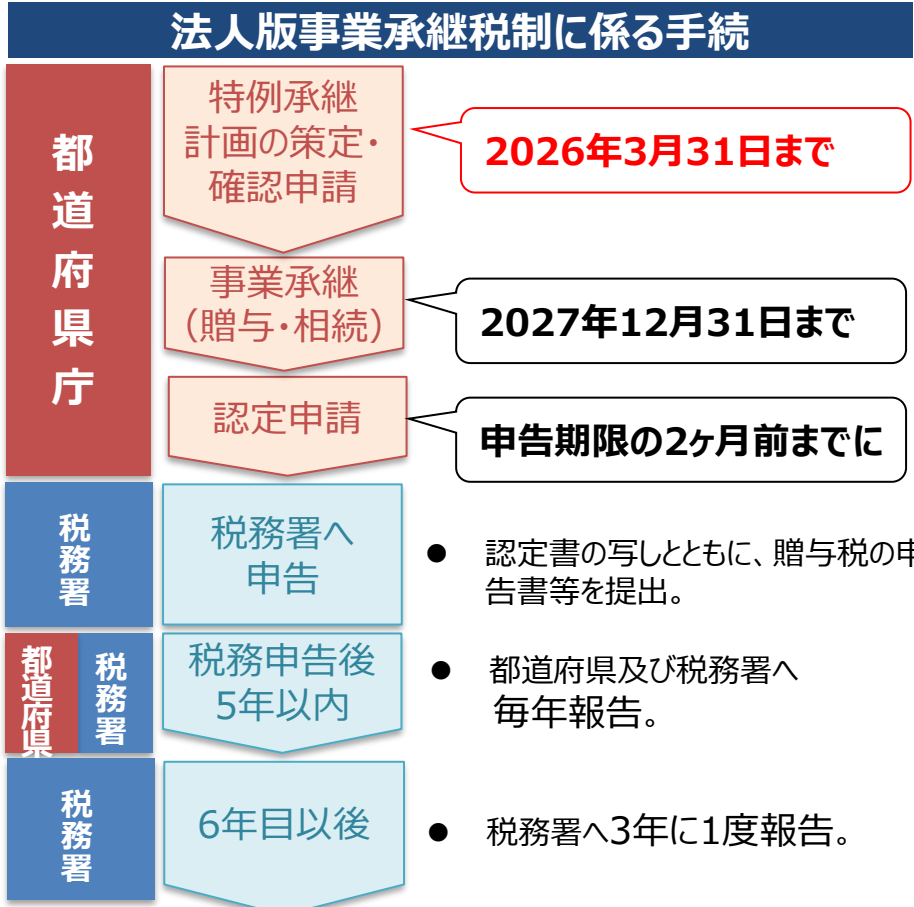 法人版事業承継税制に係る手続
都道府県庁
特例承継
計画の策定・
確認申請
2026年3月31日まで
事業承継
(贈与・相続)
2027年12月31日まで
認定申請
申告期限の2ヶ月前までに
税務署
税務署へ
申告
● 認定書の写しとともに、贈与税の申
告書等を提出。
都道府県
税務署
税務申告後
5年以内
● 都道府県及び税務署へ
毎年報告。
税務署
6年目以後
● 税務署へ3年に1度報告。